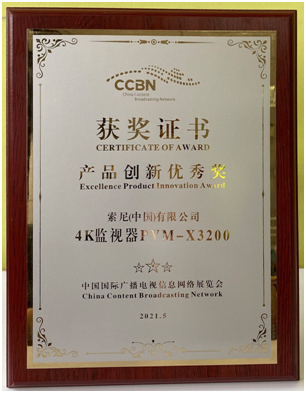 CCBN
China Content
Broadcasting Network
获奖证书
CERTIFICATE OF AWARD
产品创新优秀奖
Excellence Product Innovation Award
索尼(中国)有限公司
4K监视器PVM-X3200
中国国际广播电视信息网络展览会
China Content Broadcasting Network
2021.5